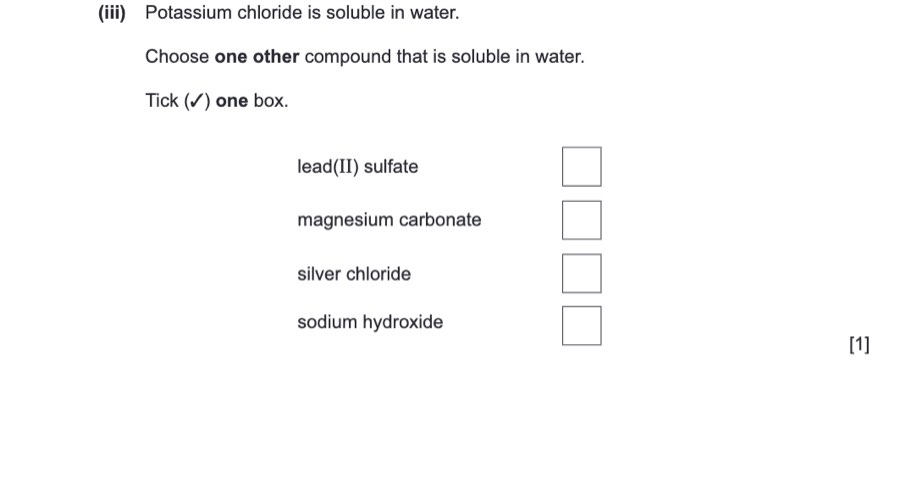 (iii) Potassium chloride is soluble in water.
Choose one other compound that is soluble in water.
Tick (✓) one box.
lead(II) sulfate
magnesium carbonate
silver chloride
sodium hydroxide
[1]